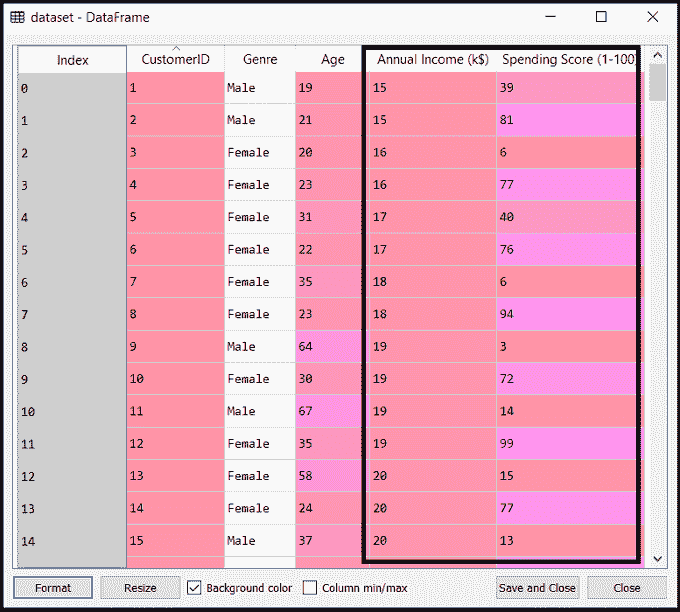 dataset - DataFrame
Index CustomerID Genre Age Annual Income (k$) Spending Score (1-100)
0 1 Male 19 15 39
1 2 Male 21 15 81
2 3 Female 20 16 6
3 4 Female 23 16 77
4 5 Female 31 17 40
5 6 Female 22 17 76
6 7 Female 35 18 6
7 8 Female 23 18 94
8 9 Male 64 19 3
9 10 Female 30 19 72
10 11 Male 67 19 14
11 12 Female 35 19 99
12 13 Female 58 20 15
13 14 Female 24 20 77
14 15 Male 37 20 13
Format Resize Background color Column min/max Save and Close Close